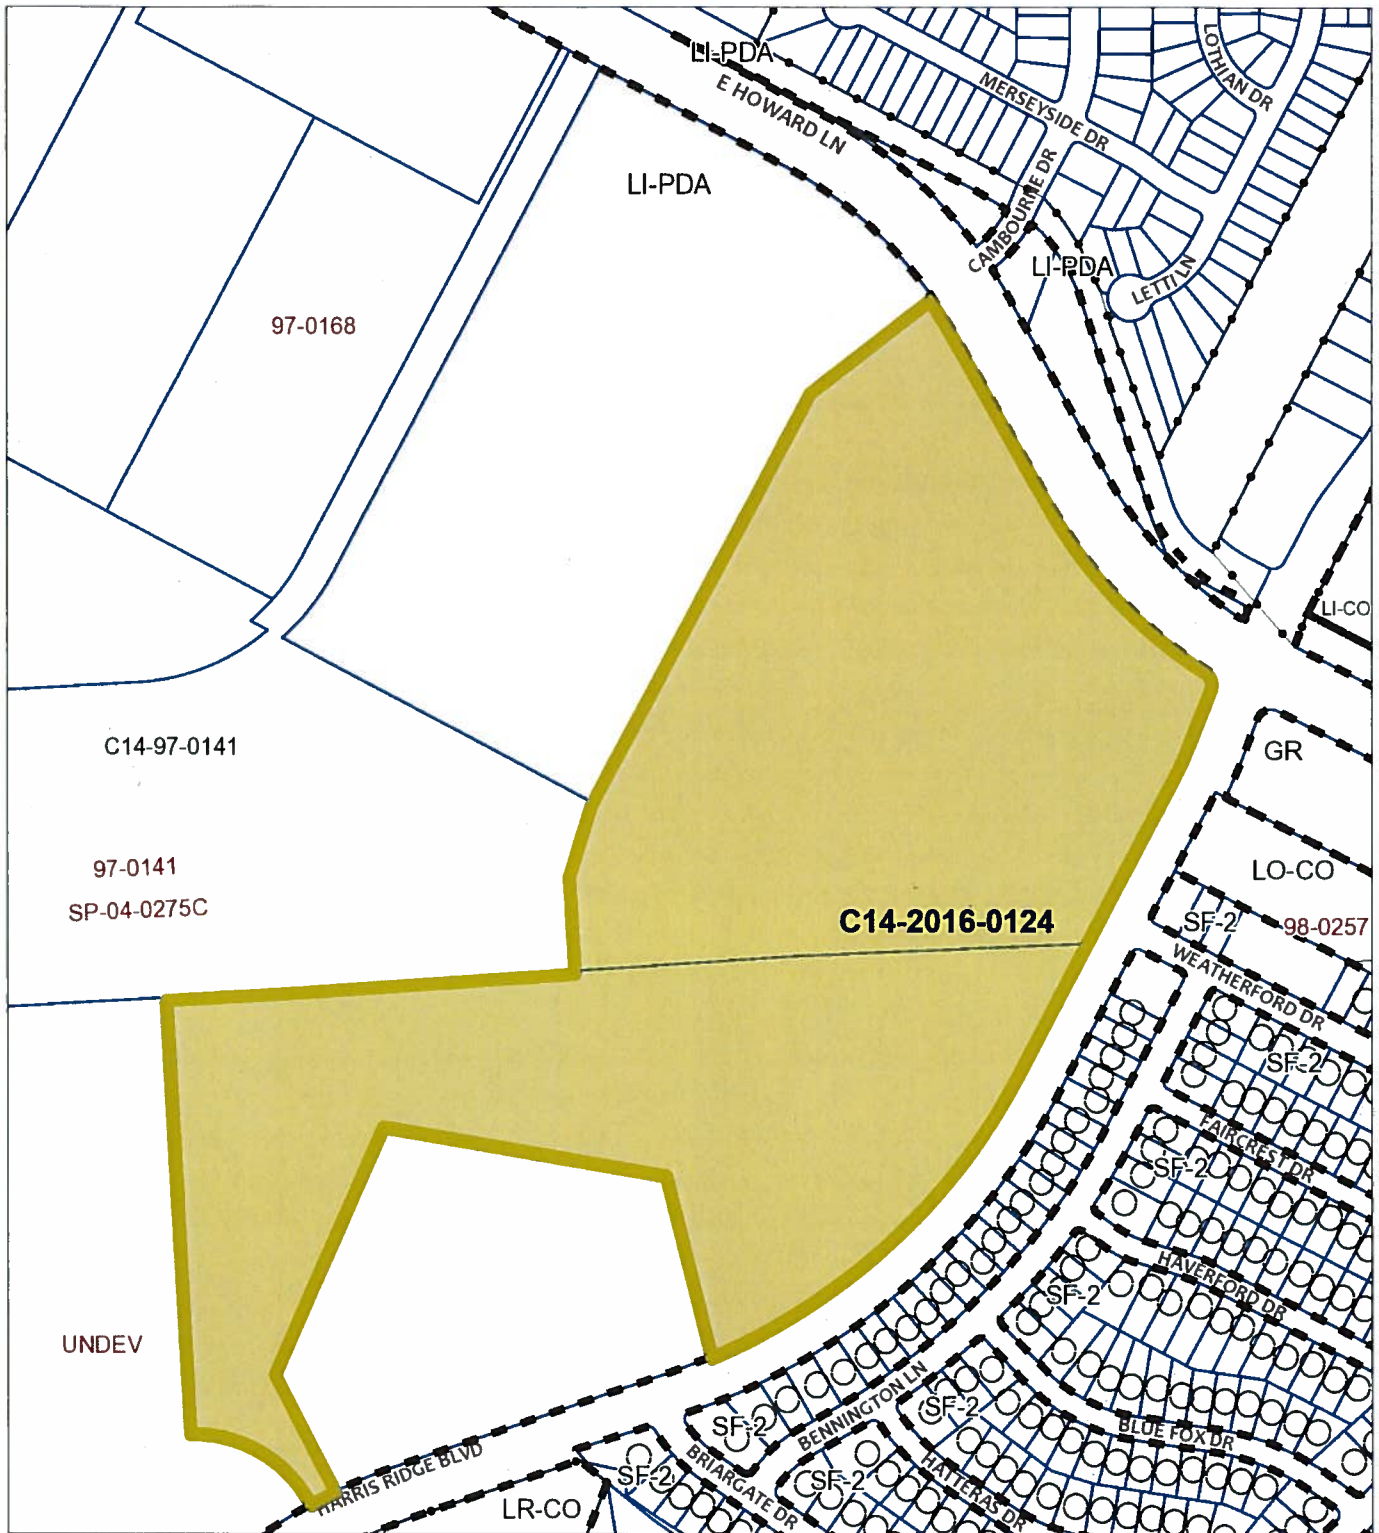 LI-PDA
LOTHIAN DR
E HOWARD LN
MERSEYSIDE DR
LI-PDA
CAMBOURNE DR
LI-PDA
LETTI LN
97-0168
LI-CO
C14-97-0141
GR
97-0141
LO-CO
SP-04-0275C
C14-2016-0124
SF-2
98-0257
WEATHERFORD DR
SF-2
FAIRCREST DR
SF-2
HAVERFORD DR
SF-2
UNDEV
BENNINGTON LN
SF-2
SF-2
BLUE FOX DR
HARRIS RIDGE BLVD
SF-2
BRIARGATE DR
SF-2
HATTERAS DR
LR-CO